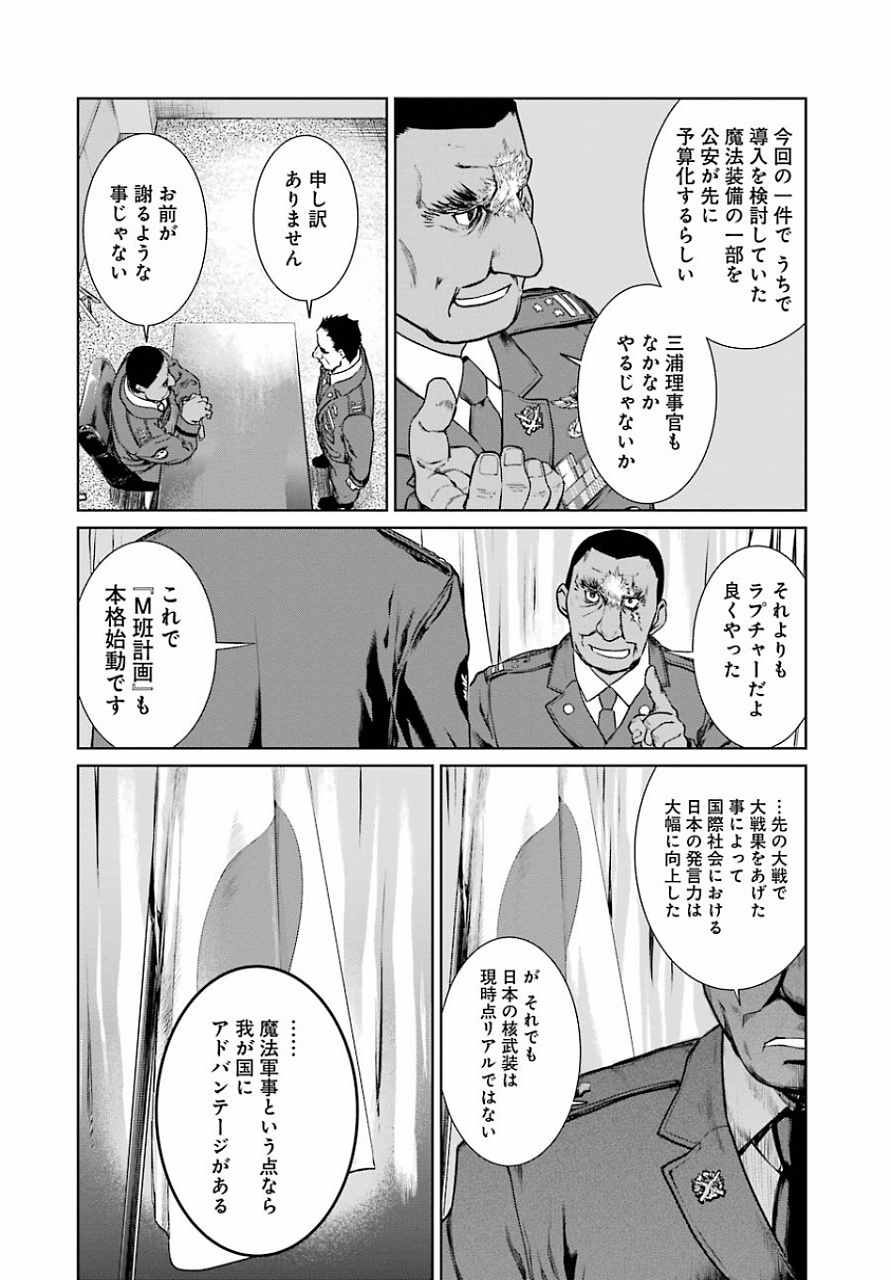 今回の一件で うちで
導入を検討していた
魔法装備の一部を
公安が先に
予算化するらしい
三浦理事官も
なかなか
やるじゃないか
申し訳
ありません
お前が
謝るような
事じゃない
それよりも
ラプチャーだよ
良くやった
これで
『M班計画』も
本格始動です
…先の大戦で
大戦果をあげた
事によって
国際社会における
日本の発言力は
大幅に向上した
が それでも
日本の核武装は
現時点リアルではない
……
魔法軍事という点なら
我が国に
アドバンテージがある